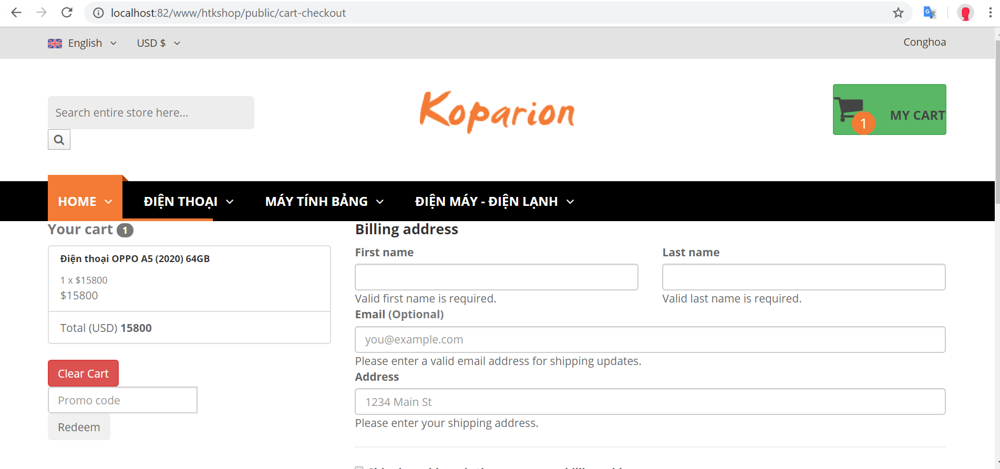 localhost:82/www/htkshop/public/cart-checkout
English USD $ Conghoa
Search entire store here...
Koparion
1 MY CART
HOME ĐIỆN THOẠI MÁY TÍNH BẢNG ĐIỆN MÁY - ĐIỆN LẠNH
Your cart 1
Điện thoại OPPO A5 (2020) 64GB
1 x $15800
$15800
Total (USD) 15800
Clear Cart
Promo code
Redeem
Billing address
First name Last name
Valid first name is required. Valid last name is required.
Email (Optional)
you@example.com
Please enter a valid email address for shipping updates.
Address
1234 Main St
Please enter your shipping address.